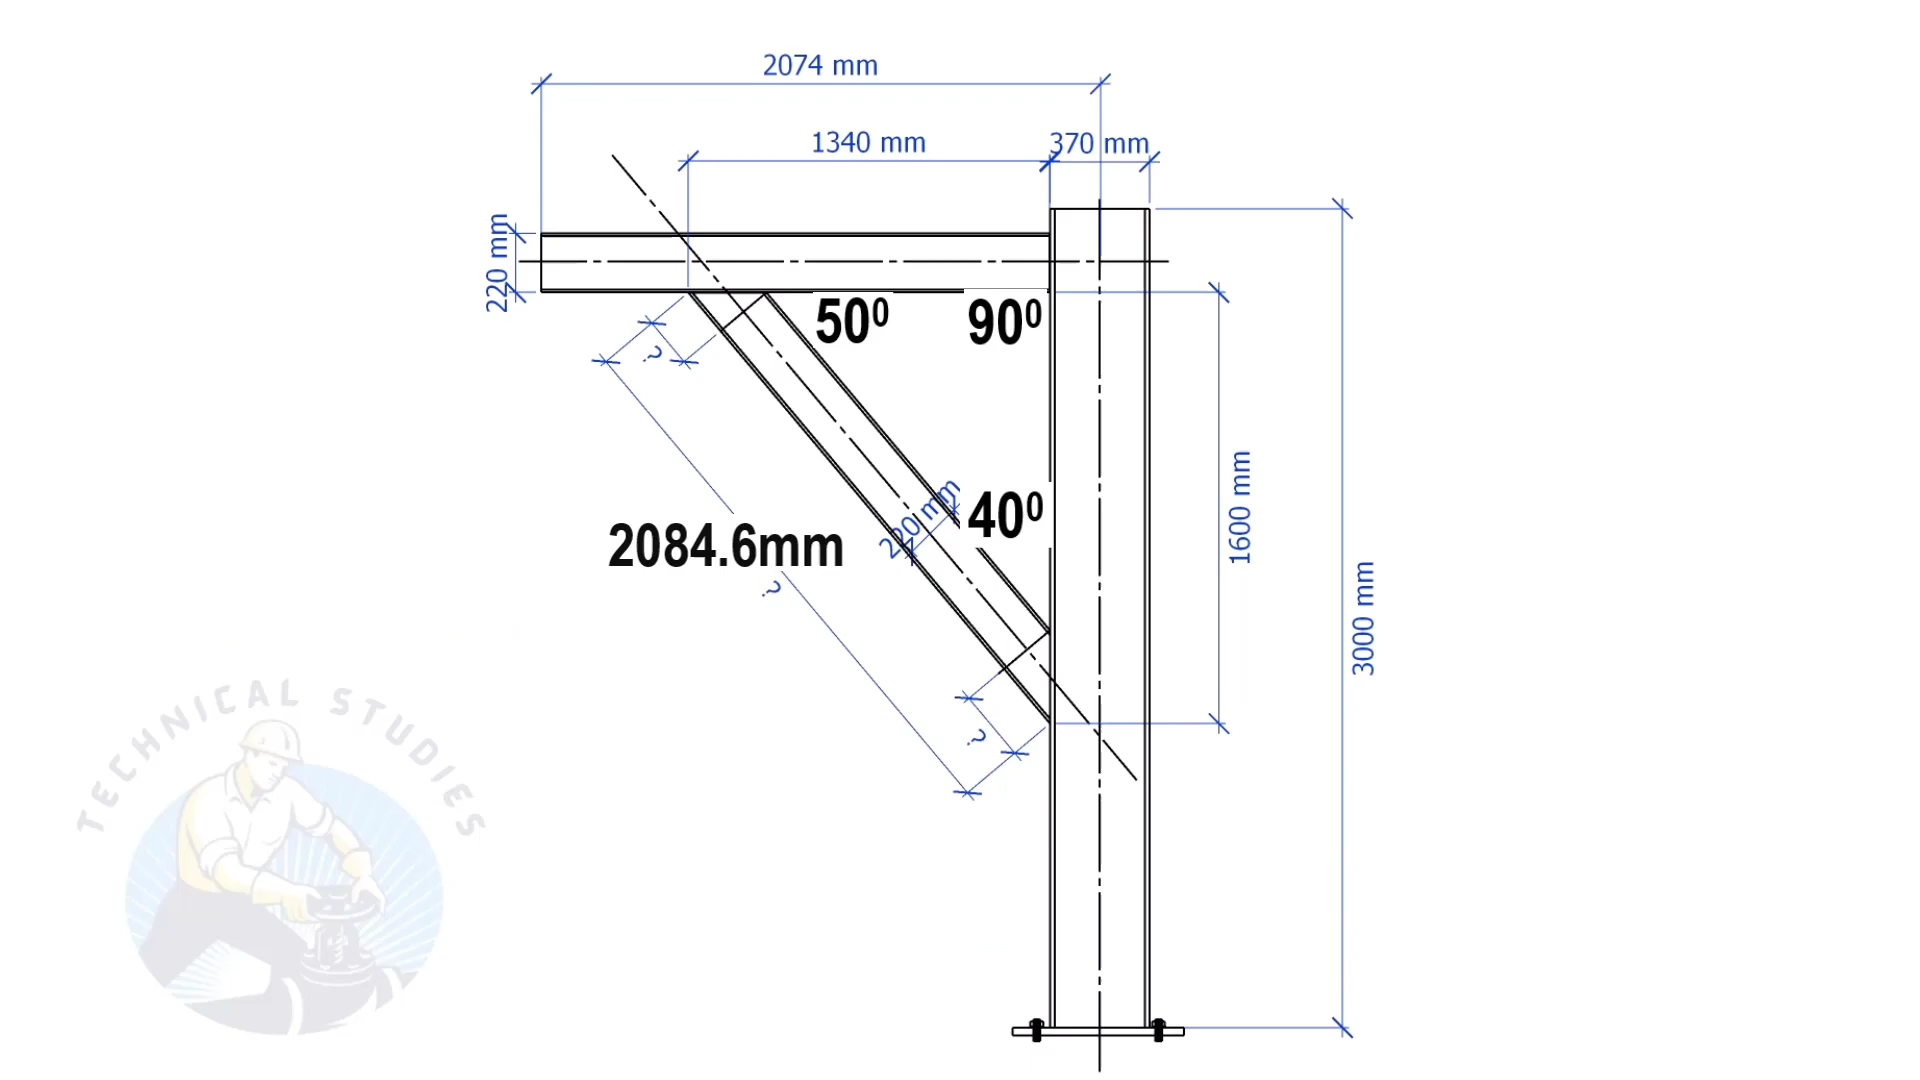 2074 mm
1340 mm
370 mm
220 mm
50⁰
90⁰
?
220 mm
40⁰
1600 mm
2084.6mm
?
3000 mm
?
TECHNICAL STUDIES